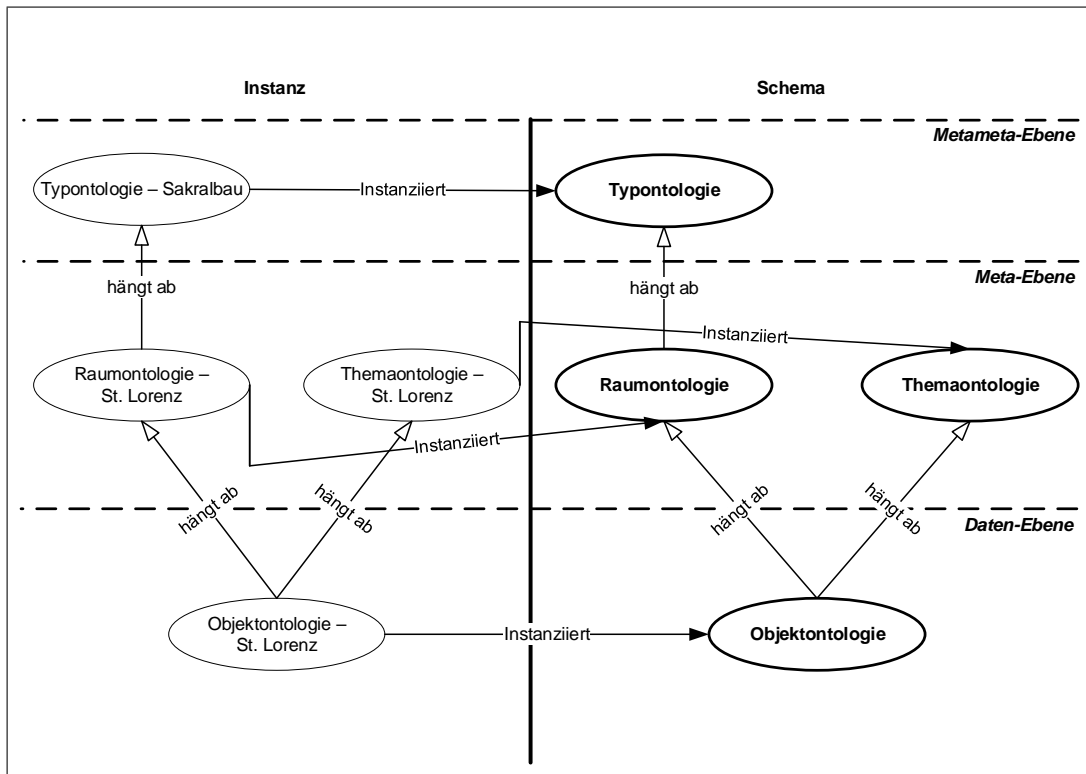 Instanz
Schema
Metameta-Ebene
Typontologie – Sakralbau
Instanziiert
Typontologie
Meta-Ebene
hängt ab
hängt ab
Instanziiert
Raumontologie –
St. Lorenz
Themaontologie –
St. Lorenz
Raumontologie
Themaontologie
Instanziiert
hängt ab
hängt ab
hängt ab
hängt ab
Daten-Ebene
Objektontologie –
St. Lorenz
Instanziiert
Objektontologie